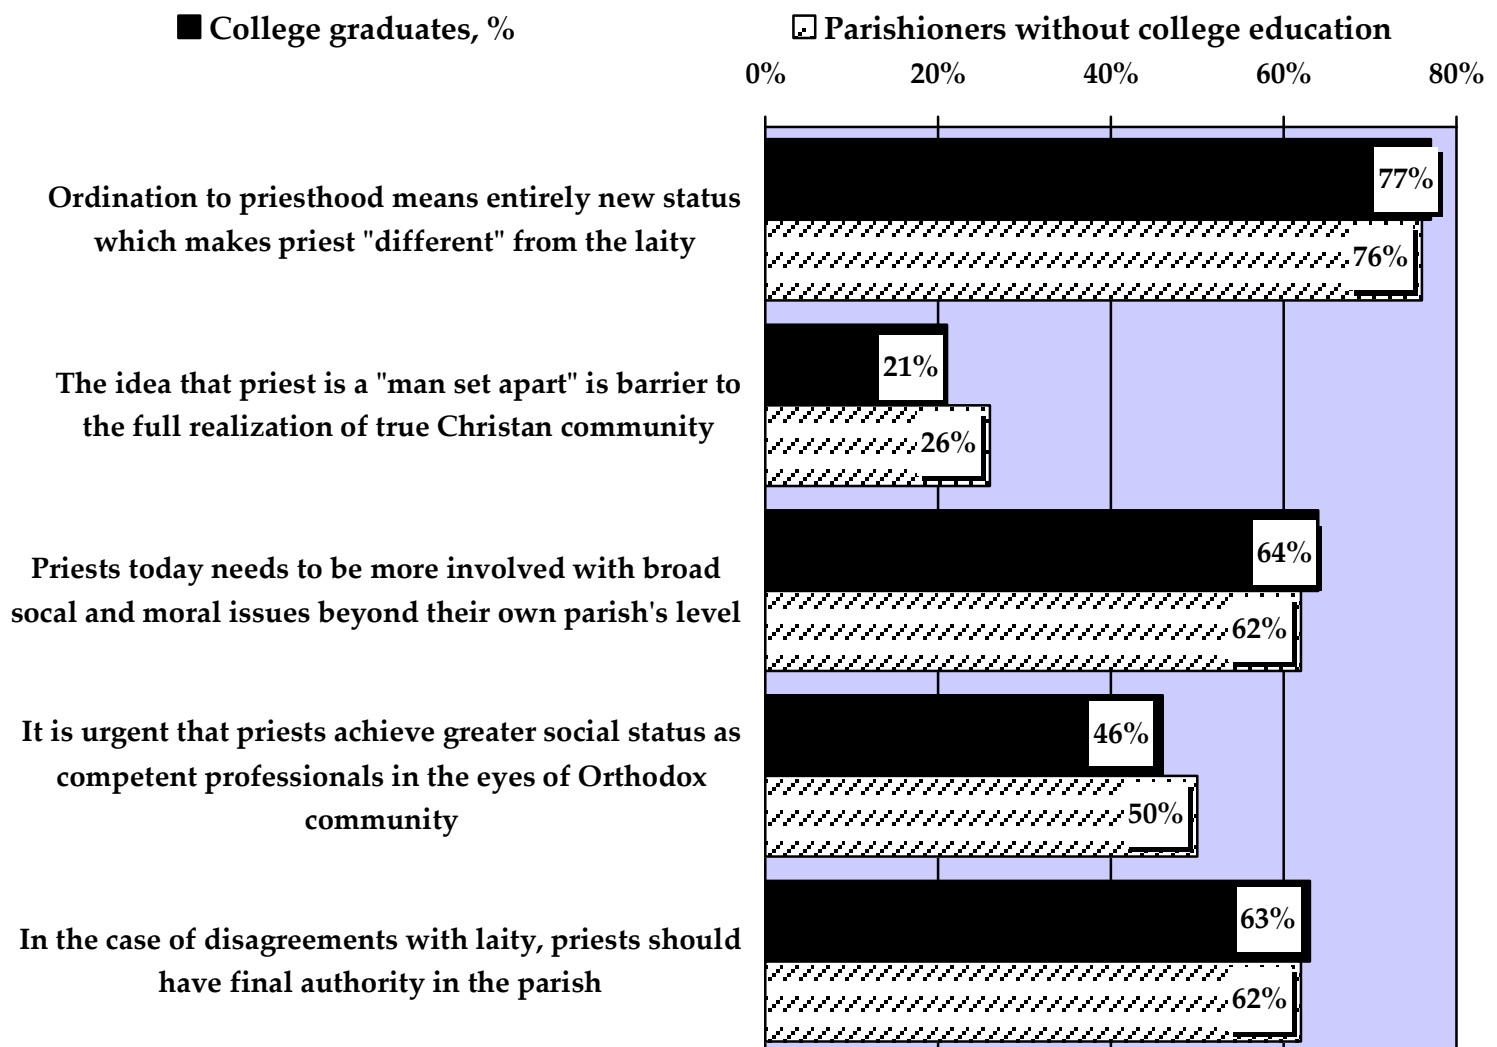 College graduates, %
Parishioners without college education
0% 20% 40% 60% 80%
Ordination to priesthood means entirely new status
which makes priest "different" from the laity
77%
76%
The idea that priest is a "man set apart" is barrier to
the full realization of true Christan community
21%
26%
Priests today needs to be more involved with broad
socal and moral issues beyond their own parish's level
64%
62%
It is urgent that priests achieve greater social status as
competent professionals in the eyes of Orthodox
community
46%
50%
In the case of disagreements with laity, priests should
have final authority in the parish
63%
62%